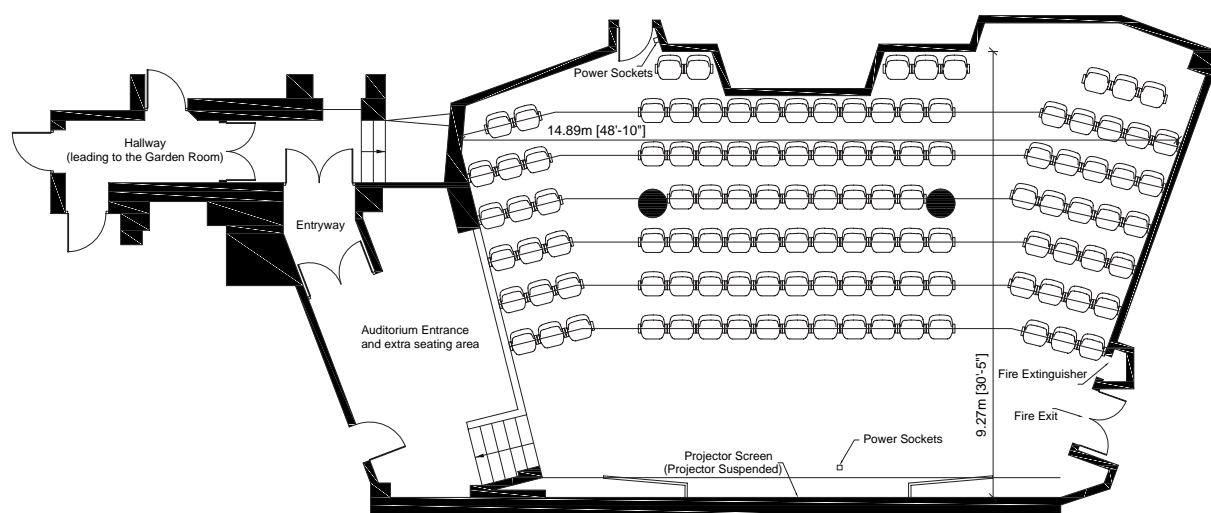 Power Sockets
14.89m [48'-10"]
Hallway
(leading to the Garden Room)
Entryway
Auditorium Entrance
and extra seating area
9.27m [30'-5"]
Fire Extinguisher
Fire Exit
Power Sockets
Projector Screen
(Projector Suspended)